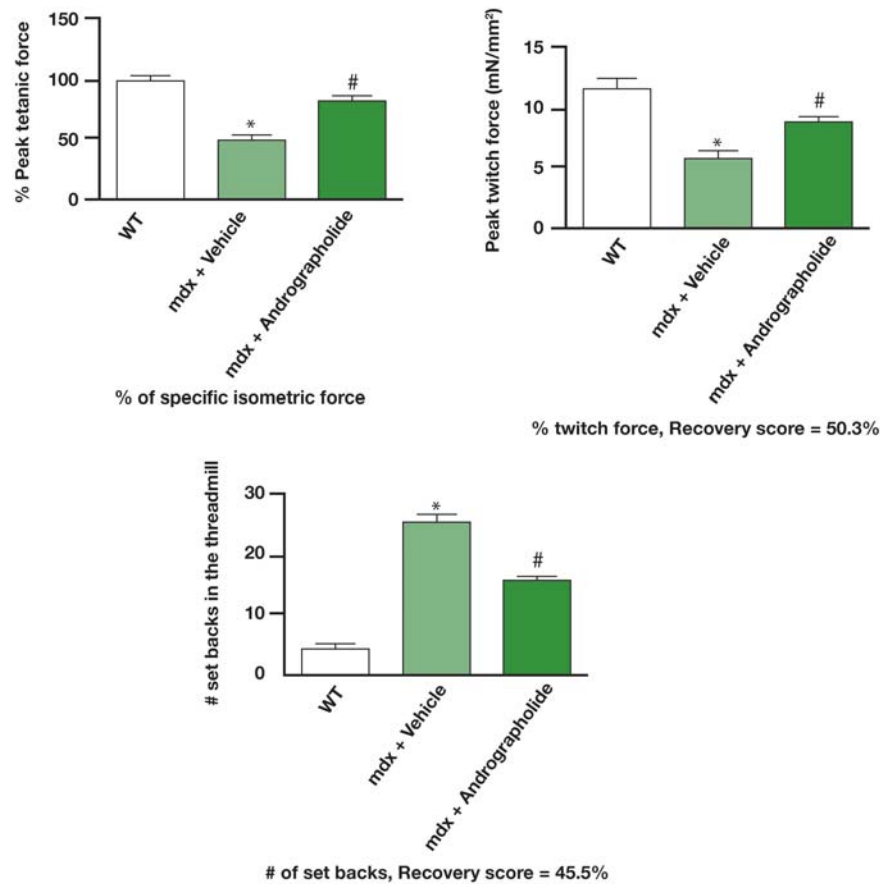 % Peak tetanic force
150
100
50
0
*
#
WT
mdx + Vehicle
mdx + Andrographolide
% of specific isometric force
Peak twitch force (mN/mm²)
15
10
5
0
*
#
WT
mdx + Vehicle
mdx + Andrographolide
% twitch force, Recovery score = 50.3%
# set backs in the threadmill
30
20
10
0
*
#
WT
mdx + Vehicle
mdx + Andrographolide
# of set backs, Recovery score = 45.5%